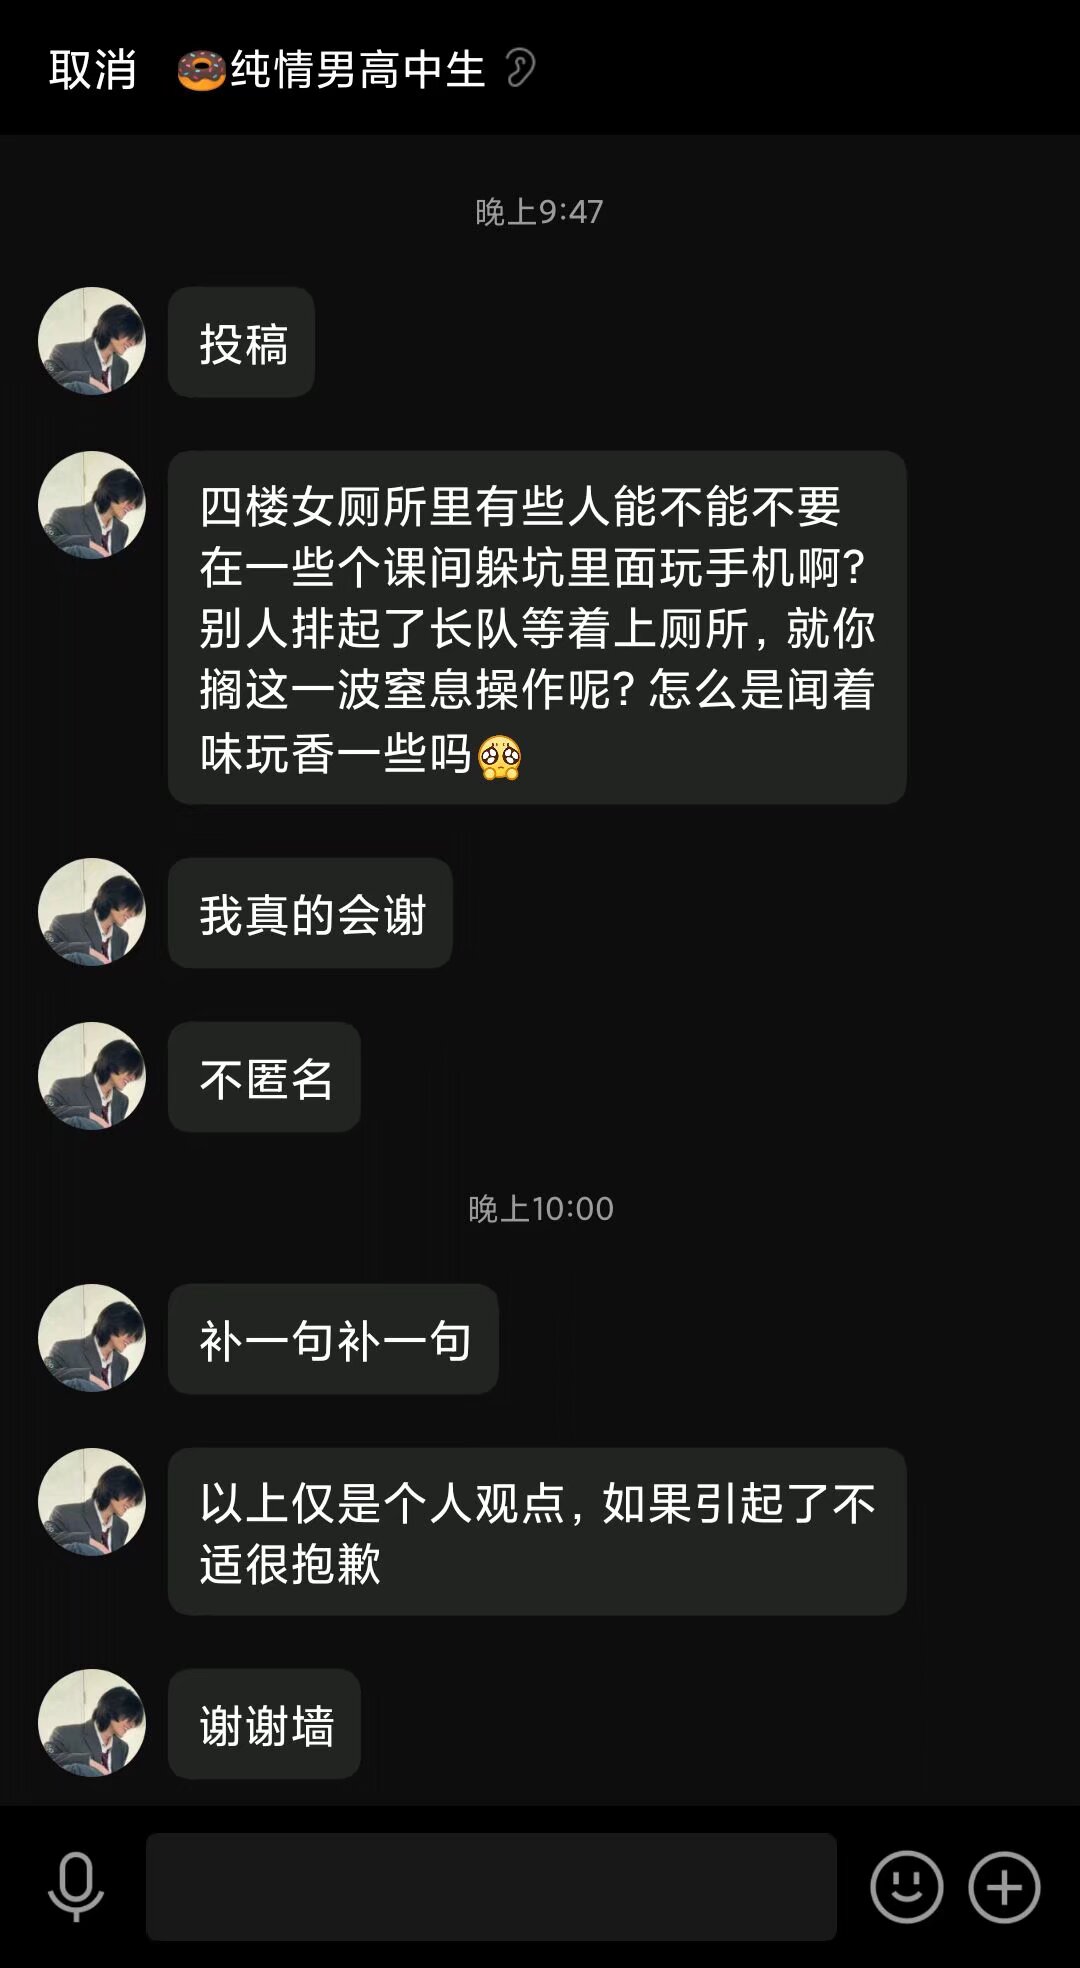 取消 🍩纯情男高中生
晚上9:47
投稿
四楼女厕所里有些人能不能不要
在一些个课间躲坑里面玩手机啊?
别人排起了长队等着上厕所, 就你
搁这一波窒息操作呢? 怎么是闻着
味玩香一些吗🥺
我真的会谢
不匿名
晚上10:00
补一句补一句
以上仅是个人观点, 如果引起了不
适很抱歉
谢谢墙